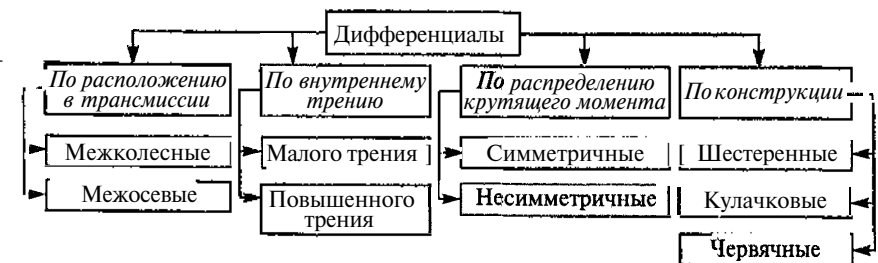 Дифференциалы
По расположению
в трансмиссии
По внутреннему
трению
По распределению
крутящего момента
По конструкции
Межколесные
Малого трения
Симметричные
Шестеренные
Межосевые
Повышенного
трения
Несимметричные
Кулачковые
Червячные